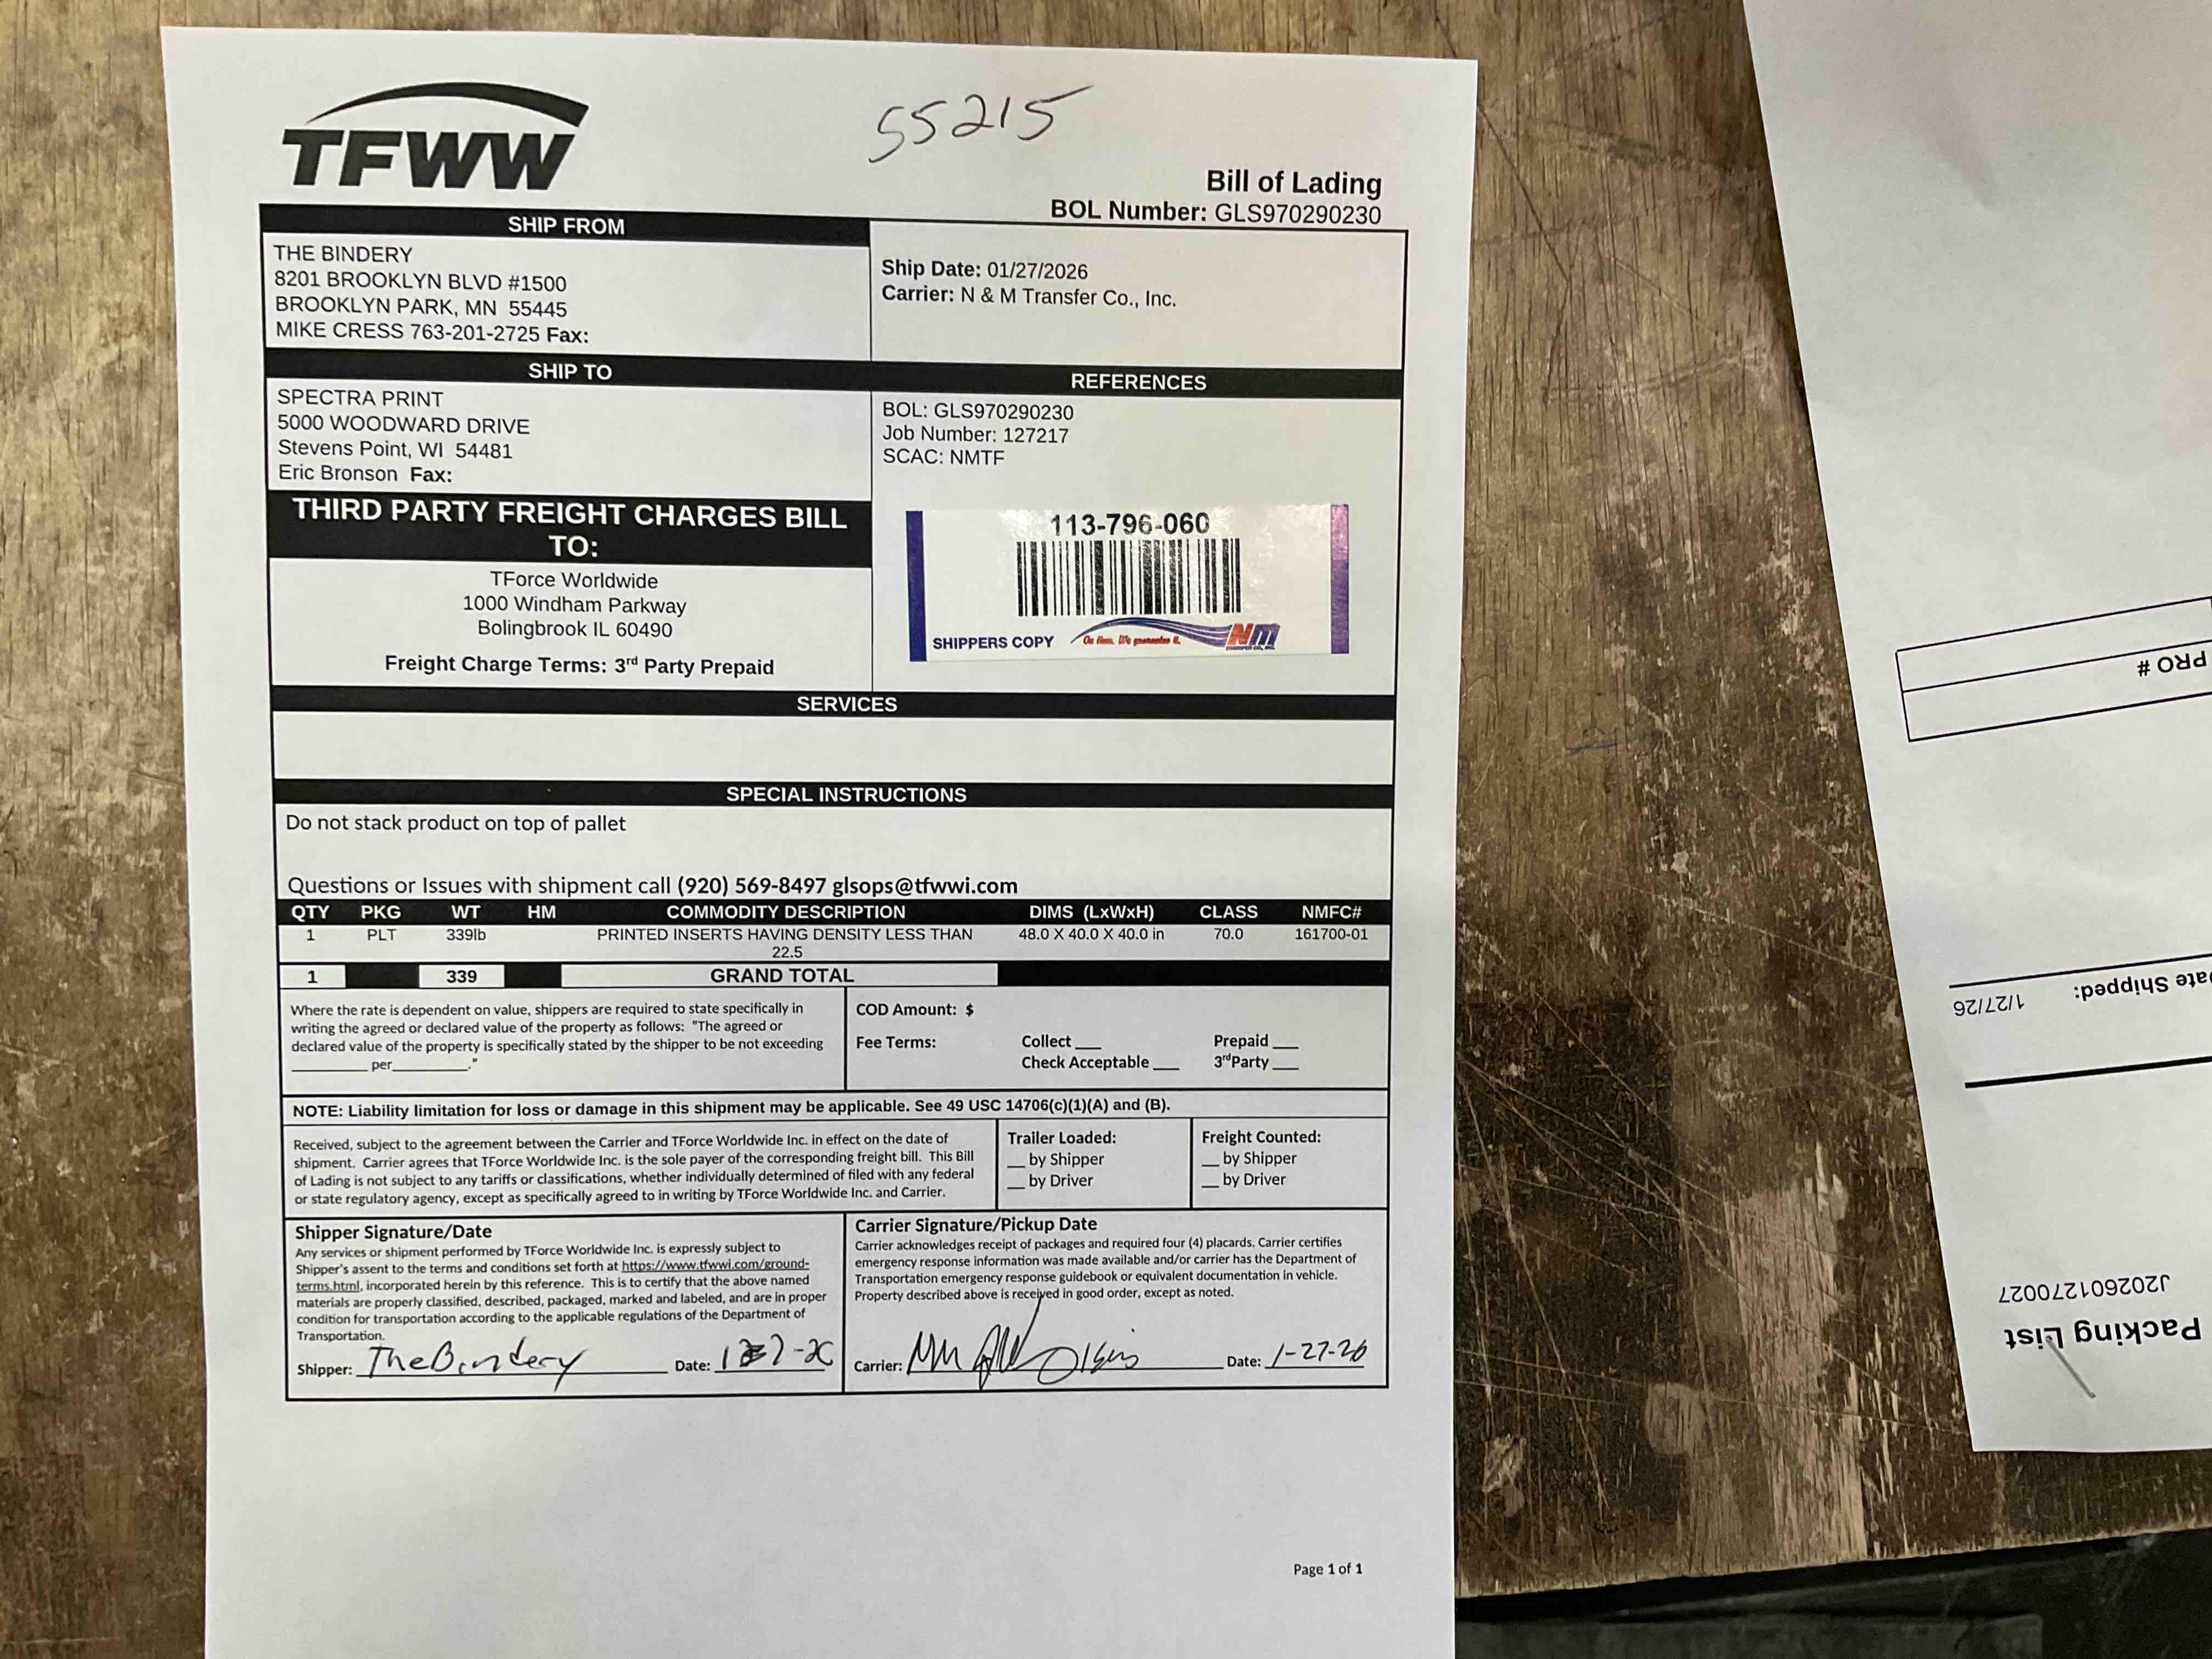 55215
TFWW
Bill of Lading
BOL Number: GLS970290230
SHIP FROM
THE BINDERY
8201 BROOKLYN BLVD #1500
BROOKLYN PARK, MN 55445
MIKE CRESS 763-201-2725 Fax:
Ship Date: 01/27/2026
Carrier: N & M Transfer Co., Inc.
SHIP TO
SPECTRA PRINT
5000 WOODWARD DRIVE
Stevens Point, WI 54481
Eric Bronson Fax:
REFERENCES
BOL: GLS970290230
Job Number: 127217
SCAC: NMTF
THIRD PARTY FREIGHT CHARGES BILL
TO:
TForce Worldwide
1000 Windham Parkway
Bolingbrook IL 60490
Freight Charge Terms: 3rd Party Prepaid
113-796-060
SHIPPERS COPY
On time. We guarantee it.
NM
TRANSFER CO., INC.
SERVICES
SPECIAL INSTRUCTIONS
Do not stack product on top of pallet
Questions or Issues with shipment call (920) 569-8497 glsops@tfwwi.com
QTY PKG WT HM COMMODITY DESCRIPTION DIMS (LxWxH) CLASS NMFC#
1 PLT 339lb PRINTED INSERTS HAVING DENSITY LESS THAN 48.0 X 40.0 X 40.0 in 70.0 161700-01
22.5
1 339 GRAND TOTAL
Where the rate is dependent on value, shippers are required to state specifically in
writing the agreed or declared value of the property as follows: "The agreed or
declared value of the property is specifically stated by the shipper to be not exceeding
__________ per__________."
COD Amount: $
Fee Terms: Collect ___ Prepaid ___
Check Acceptable ___ 3rdParty ___
NOTE: Liability limitation for loss or damage in this shipment may be applicable. See 49 USC 14706(c)(1)(A) and (B).
Received, subject to the agreement between the Carrier and TForce Worldwide Inc. in effect on the date of
shipment. Carrier agrees that TForce Worldwide Inc. is the sole payer of the corresponding freight bill. This Bill
of Lading is not subject to any tariffs or classifications, whether individually determined of filed with any federal
or state regulatory agency, except as specifically agreed to in writing by TForce Worldwide Inc. and Carrier.
Trailer Loaded:
__ by Shipper
__ by Driver
Freight Counted:
__ by Shipper
__ by Driver
Shipper Signature/Date
Any services or shipment performed by TForce Worldwide Inc. is expressly subject to
Shipper's assent to the terms and conditions set forth at https://www.tfwwi.com/ground-
terms.html, incorporated herein by this reference. This is to certify that the above named
materials are properly classified, described, packaged, marked and labeled, and are in proper
condition for transportation according to the applicable regulations of the Department of
Transportation.
Shipper: The Bindery Date:
Carrier Signature/Pickup Date
Carrier acknowledges receipt of packages and required four (4) placards. Carrier certifies
emergency response information was made available and/or carrier has the Department of
Transportation emergency response guidebook or equivalent documentation in vehicle.
Property described above is received in good order, except as noted.
Carrier: Date: 1-27-26
Page 1 of 1
Packing List
J202601270027
Date Shipped: 1/27/26
PRO #